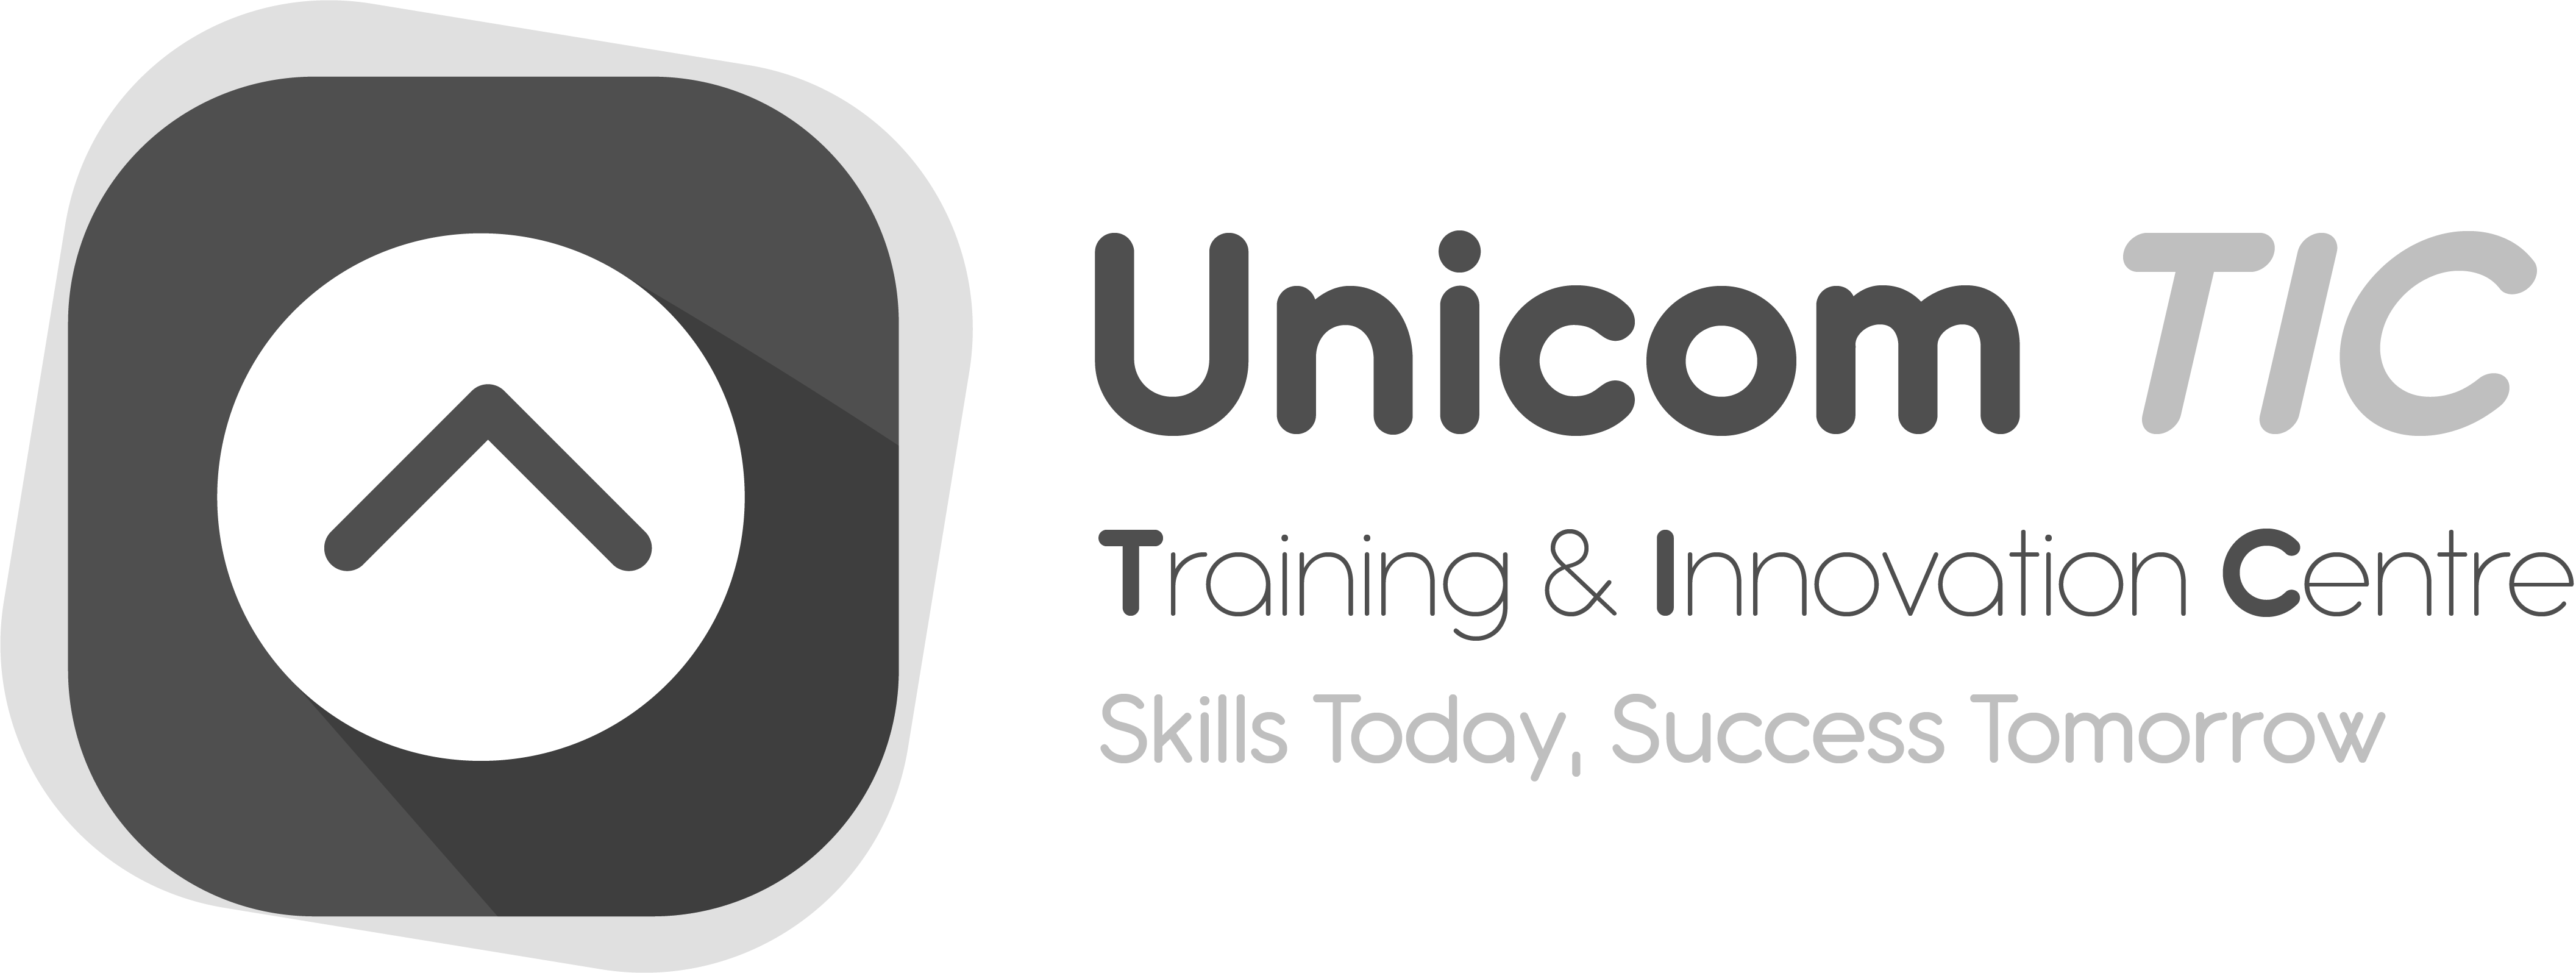 Unicom TIC
Training & Innovation Centre
Skills Today, Success Tomorrow